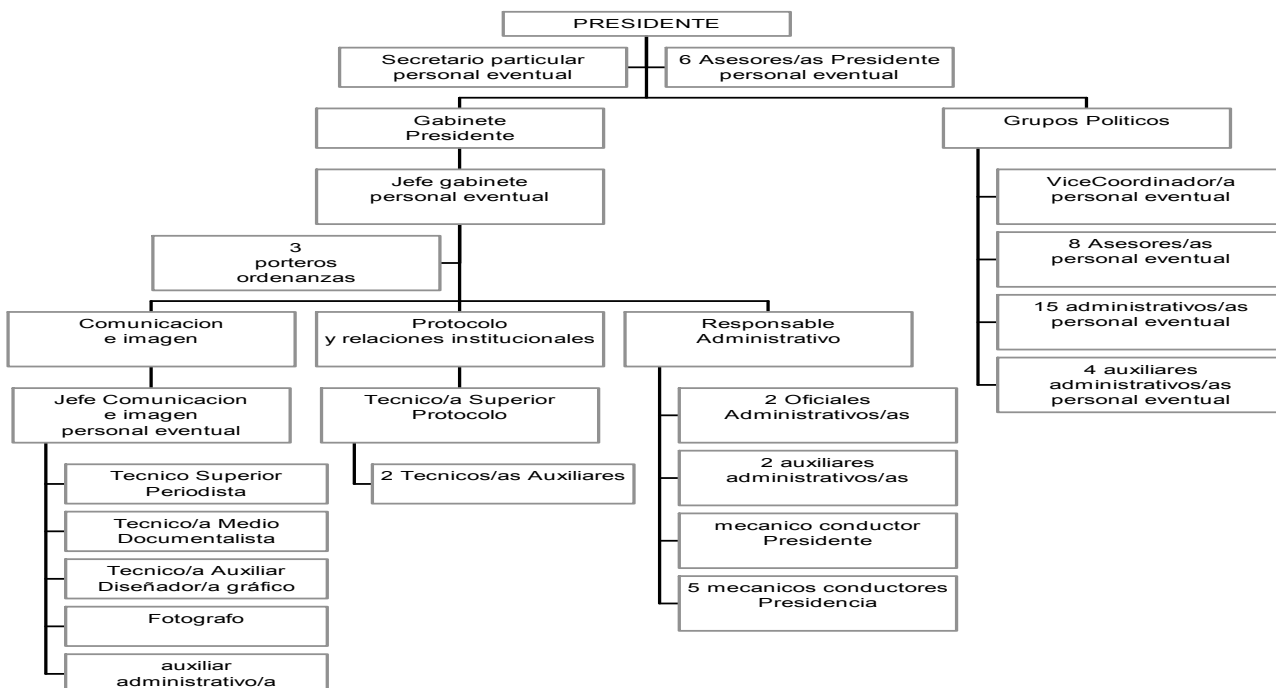 PRESIDENTE
Secretario particular
personal eventual
6 Asesores/as Presidente
personal eventual
Gabinete
Presidente
Grupos Politicos
Jefe gabinete
personal eventual
ViceCoordinador/a
personal eventual
8 Asesores/as
personal eventual
15 administrativos/as
personal eventual
4 auxiliares
administrativos/as
personal eventual
3
porteros
ordenanzas
Comunicacion
e imagen
Protocolo
y relaciones institucionales
Responsable
Administrativo
Jefe Comunicacion
e imagen
personal eventual
Tecnico/a Superior
Protocolo
2 Oficiales
Administrativos/as
2 auxiliares
administrativos/as
mecanico conductor
Presidente
5 mecanicos conductores
Presidencia
2 Tecnicos/as Auxiliares
Tecnico Superior
Periodista
Tecnico/a Medio
Documentalista
Tecnico/a Auxiliar
Diseñador/a gráfico
Fotografo
auxiliar
administrativo/a